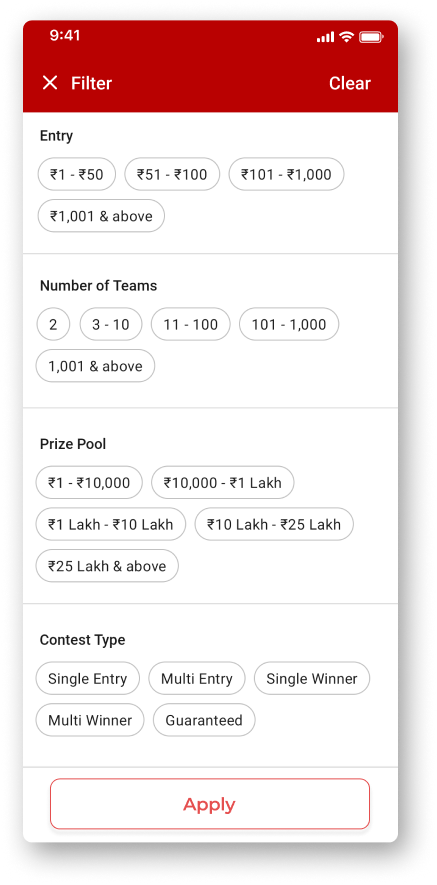 9:41
Filter Clear
Entry
₹1 - ₹50 ₹51 - ₹100 ₹101 - ₹1,000
₹1,001 & above
Number of Teams
2 3 - 10 11 - 100 101 - 1,000
1,001 & above
Prize Pool
₹1 - ₹10,000 ₹10,000 - ₹1 Lakh
₹1 Lakh - ₹10 Lakh ₹10 Lakh - ₹25 Lakh
₹25 Lakh & above
Contest Type
Single Entry Multi Entry Single Winner
Multi Winner Guaranteed
Apply